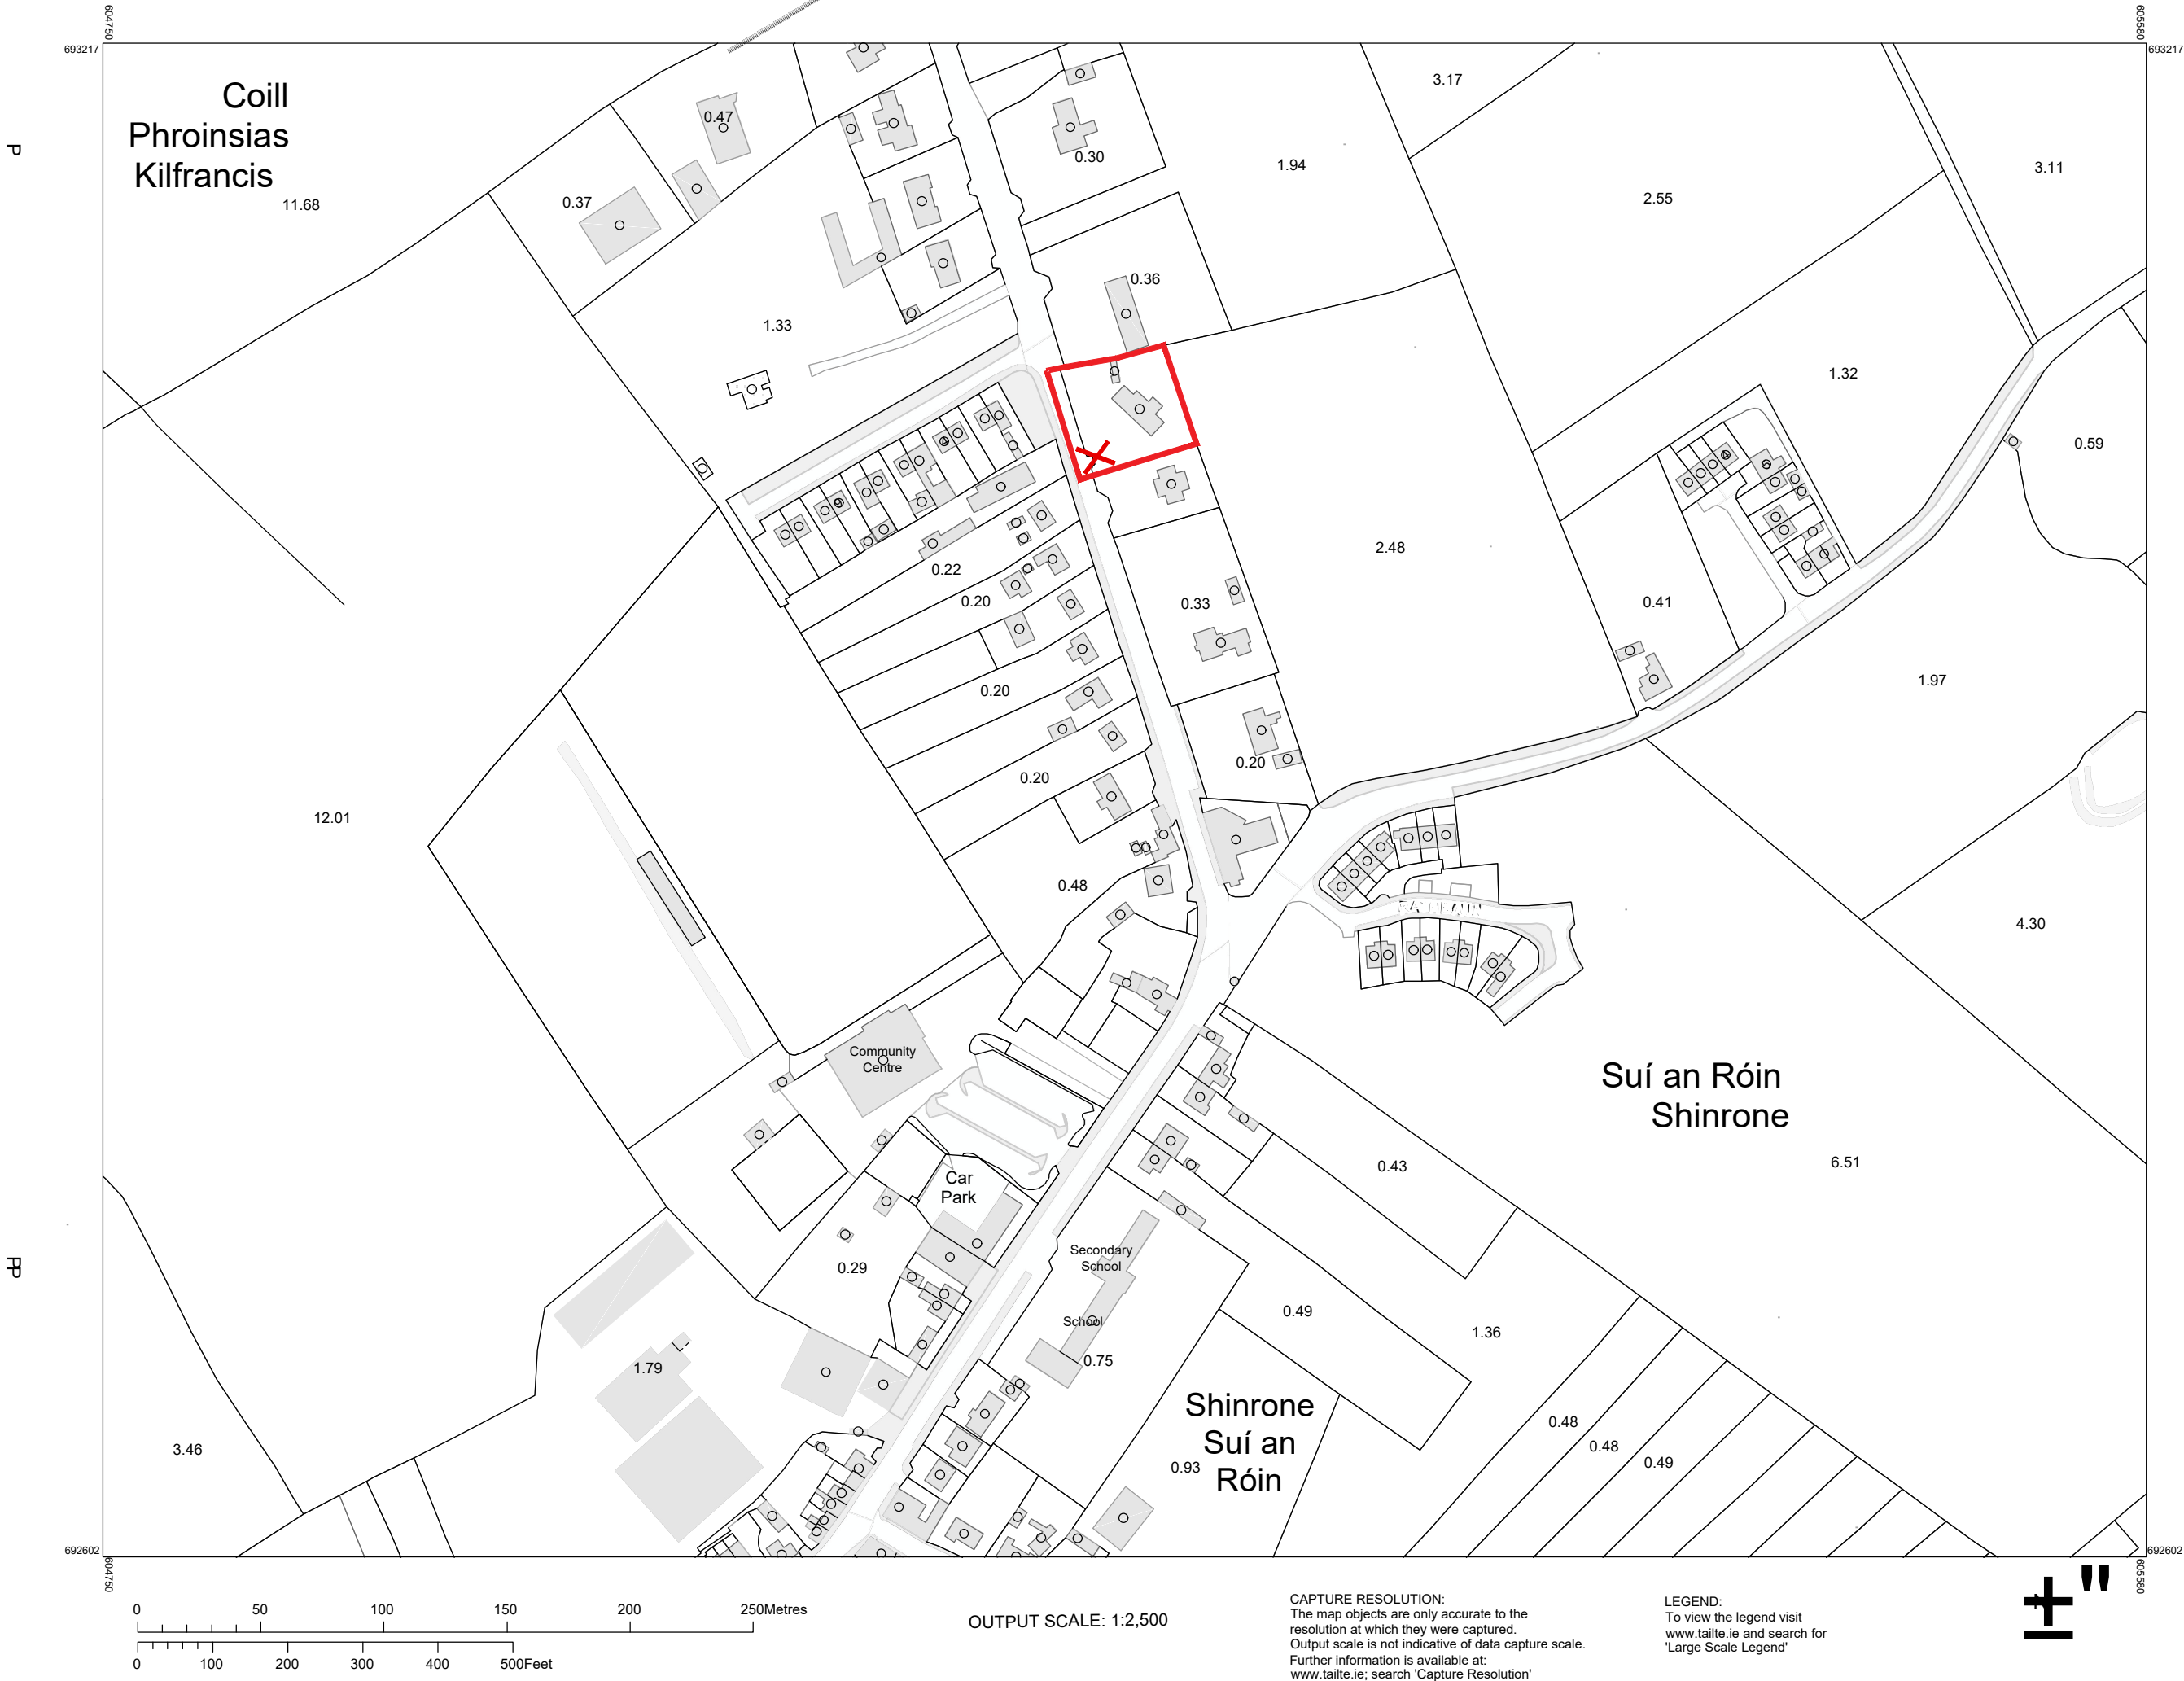 604750
605580
693217
693217
Coill
Phroinsias
Kilfrancis
P
11.68
0.47
0.37
0.30
1.94
3.17
2.55
3.11
0.36
1.33
1.32
0.59
0.22
0.20
0.33
2.48
0.41
0.20
1.97
0.20
0.20
12.01
0.48
4.30
Community
Centre
Suí an Róin
Shinrone
6.51
0.43
Car
Park
Secondary
School
PP
0.29
School
0.49
1.36
0.75
1.79
Shinrone
Suí an
Róin
0.93
3.46
0.48
0.48
0.49
692602
692602
604750
605580
0 50 100 150 200 250Metres
0 100 200 300 400 500Feet
OUTPUT SCALE: 1:2,500
CAPTURE RESOLUTION:
The map objects are only accurate to the
resolution at which they were captured.
Output scale is not indicative of data capture scale.
Further information is available at:
www.tailte.ie; search 'Capture Resolution'
LEGEND:
To view the legend visit
www.tailte.ie and search for
'Large Scale Legend'